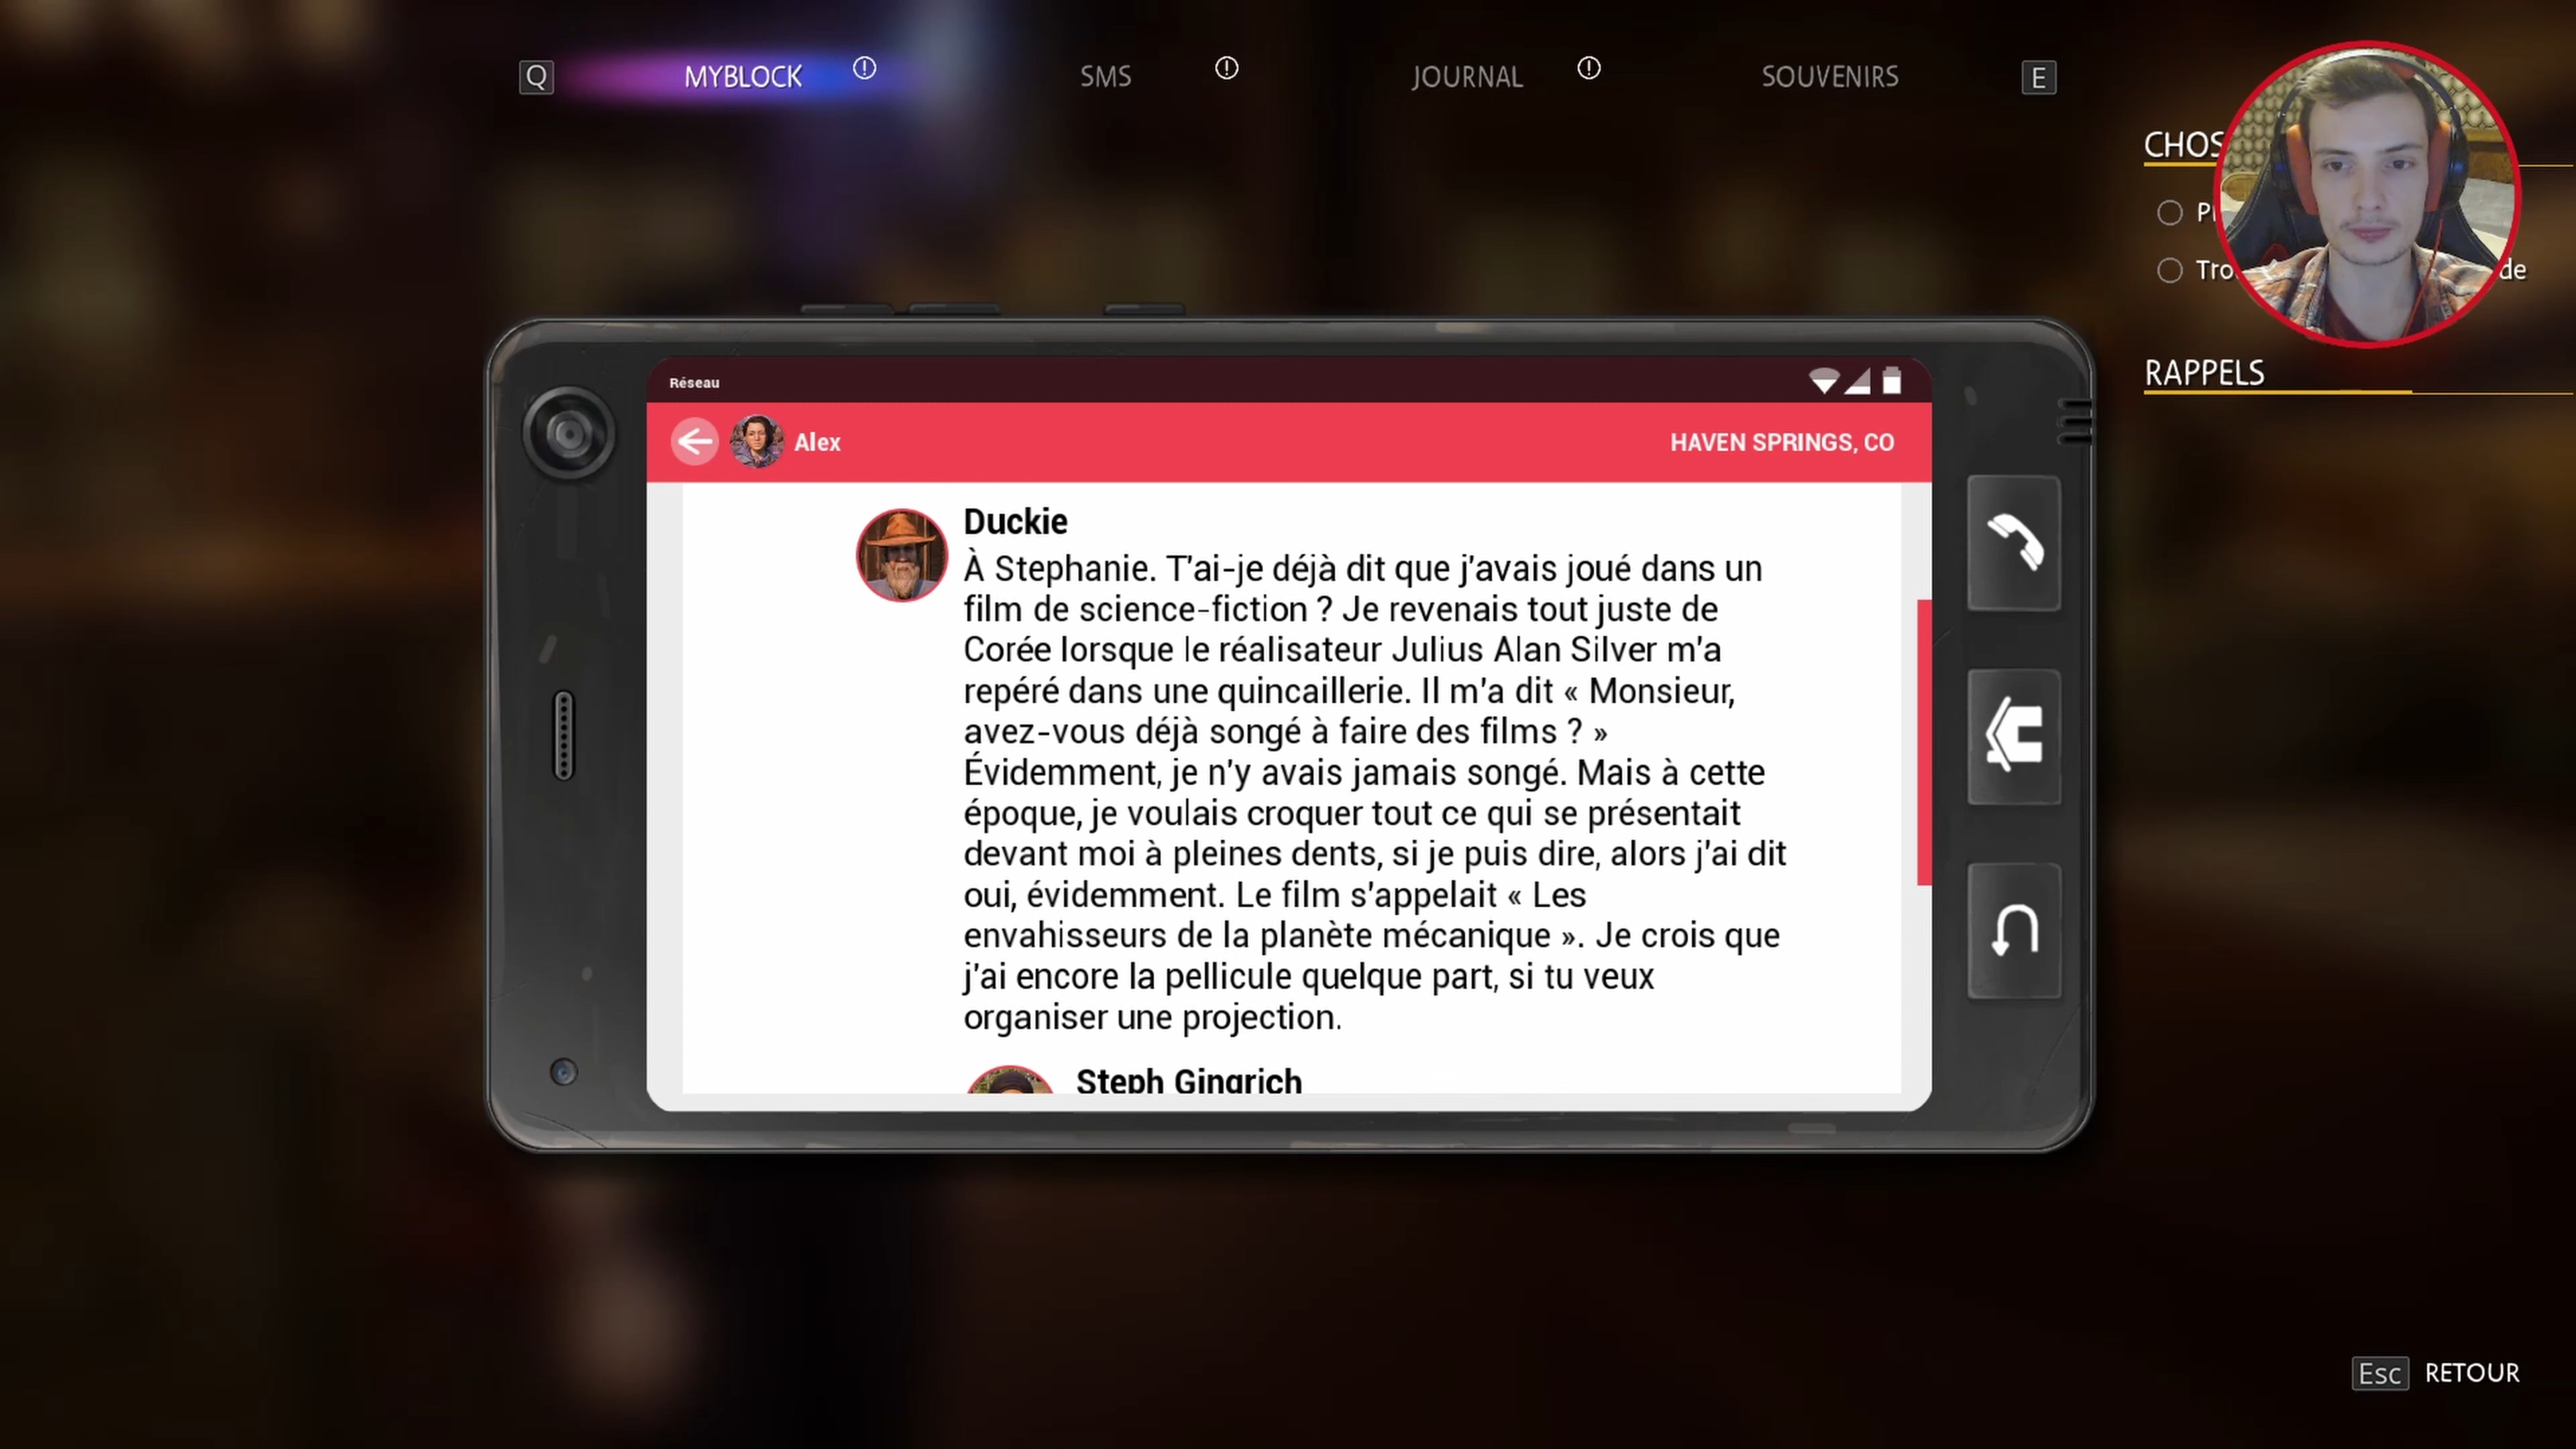 Q MYBLOCK SMS JOURNAL SOUVENIRS E
CHOS
RAPPELS
Réseau
Alex HAVEN SPRINGS, CO
Duckie
À Stephanie. T'ai-je déjà dit que j'avais joué dans un
film de science-fiction ? Je revenais tout juste de
Corée lorsque le réalisateur Julius Alan Silver m'a
repéré dans une quincaillerie. Il m'a dit « Monsieur,
avez-vous déjà songé à faire des films ? »
Évidemment, je n'y avais jamais songé. Mais à cette
époque, je voulais croquer tout ce qui se présentait
devant moi à pleines dents, si je puis dire, alors j'ai dit
oui, évidemment. Le film s'appelait « Les
envahisseurs de la planète mécanique ». Je crois que
j'ai encore la pellicule quelque part, si tu veux
organiser une projection.
Steph Gingrich
Esc RETOUR